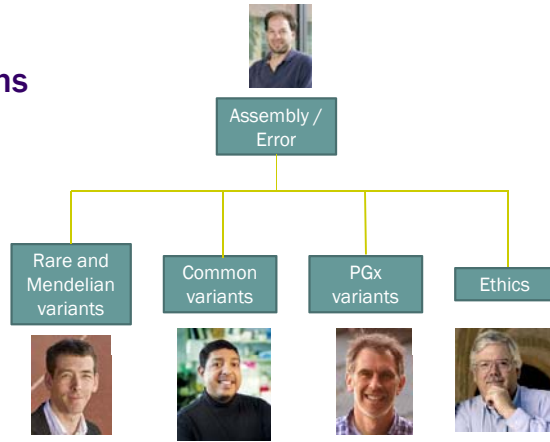 ns
Assembly /
Error
Rare and
Mendelian
variants
Common
variants
PGx
variants
Ethics